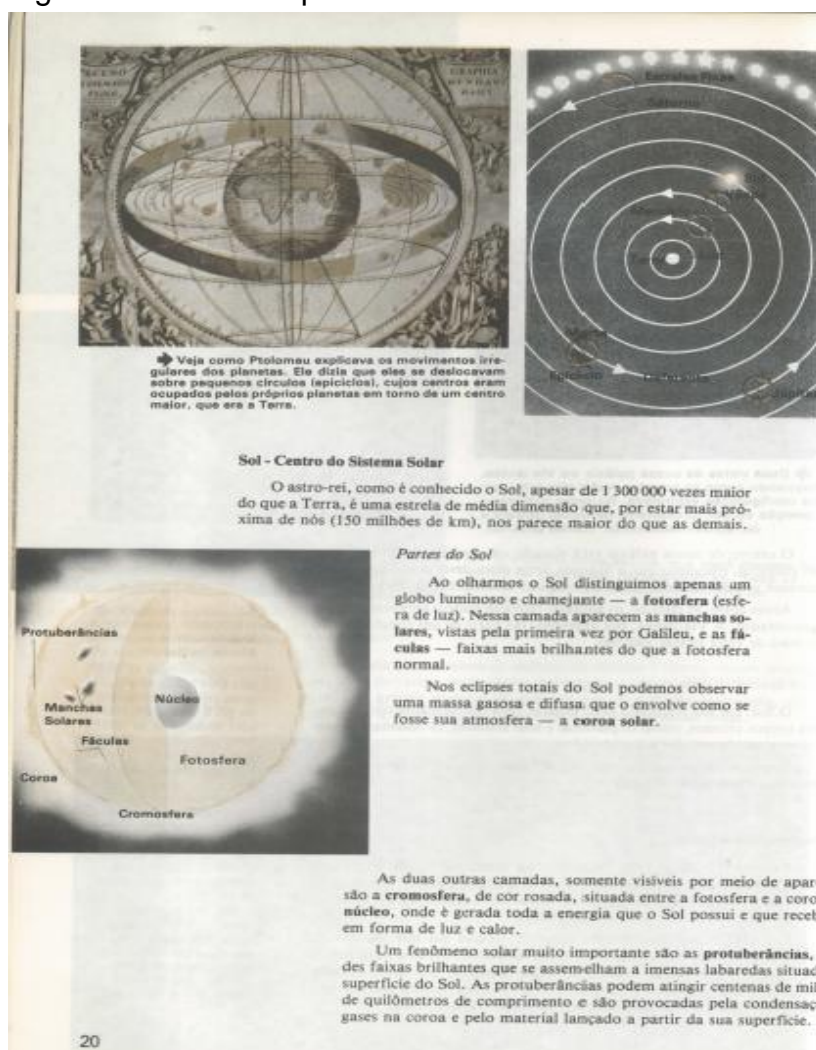 SCENO
GRAPHIA
Estrelas Fixas
Saturno
Sol
Vênus
Terra
Marte
Epiciclo
Deferente
Júpiter
Veja como Ptolomeu explicava os movimentos irre-
gulares dos planetas. Ele dizia que eles se deslocavam
sobre pequenos círculos (epiciclos), cujos centros eram
ocupados pelos próprios planetas em torno de um centro
maior, que era a Terra.
Sol - Centro do Sistema Solar
O astro-rei, como é conhecido o Sol, apesar de 1 300 000 vezes maior
do que a Terra, é uma estrela de média dimensão que, por estar mais pró-
xima de nós (150 milhões de km), nos parece maior do que as demais.
Partes do Sol
Ao olharmos o Sol distinguimos apenas um
globo luminoso e chamejante — a fotosfera (esfe-
ra de luz). Nessa camada aparecem as manchas so-
lares, vistas pela primeira vez por Galileu, e as fá-
culas — faixas mais brilhantes do que a fotosfera
normal.
Nos eclipses totais do Sol podemos observar
uma massa gasosa e difusa que o envolve como se
fosse sua atmosfera — a coroa solar.
Protuberâncias
Manchas
Solares
Núcleo
Fáculas
Fotosfera
Coroa
Cromosfera
As duas outras camadas, somente visíveis por meio de apar
são a cromosfera, de cor rosada, situada entre a fotosfera e a coro
núcleo, onde é gerada toda a energia que o Sol possui e que receb
em forma de luz e calor.
Um fenômeno solar muito importante são as protuberâncias,
des faixas brilhantes que se assemelham a imensas labaredas situad
superfície do Sol. As protuberâncias podem atingir centenas de mil
de quilômetros de comprimento e são provocadas pela condensaç
gases na coroa e pelo material lançado a partir da sua superfície.
20